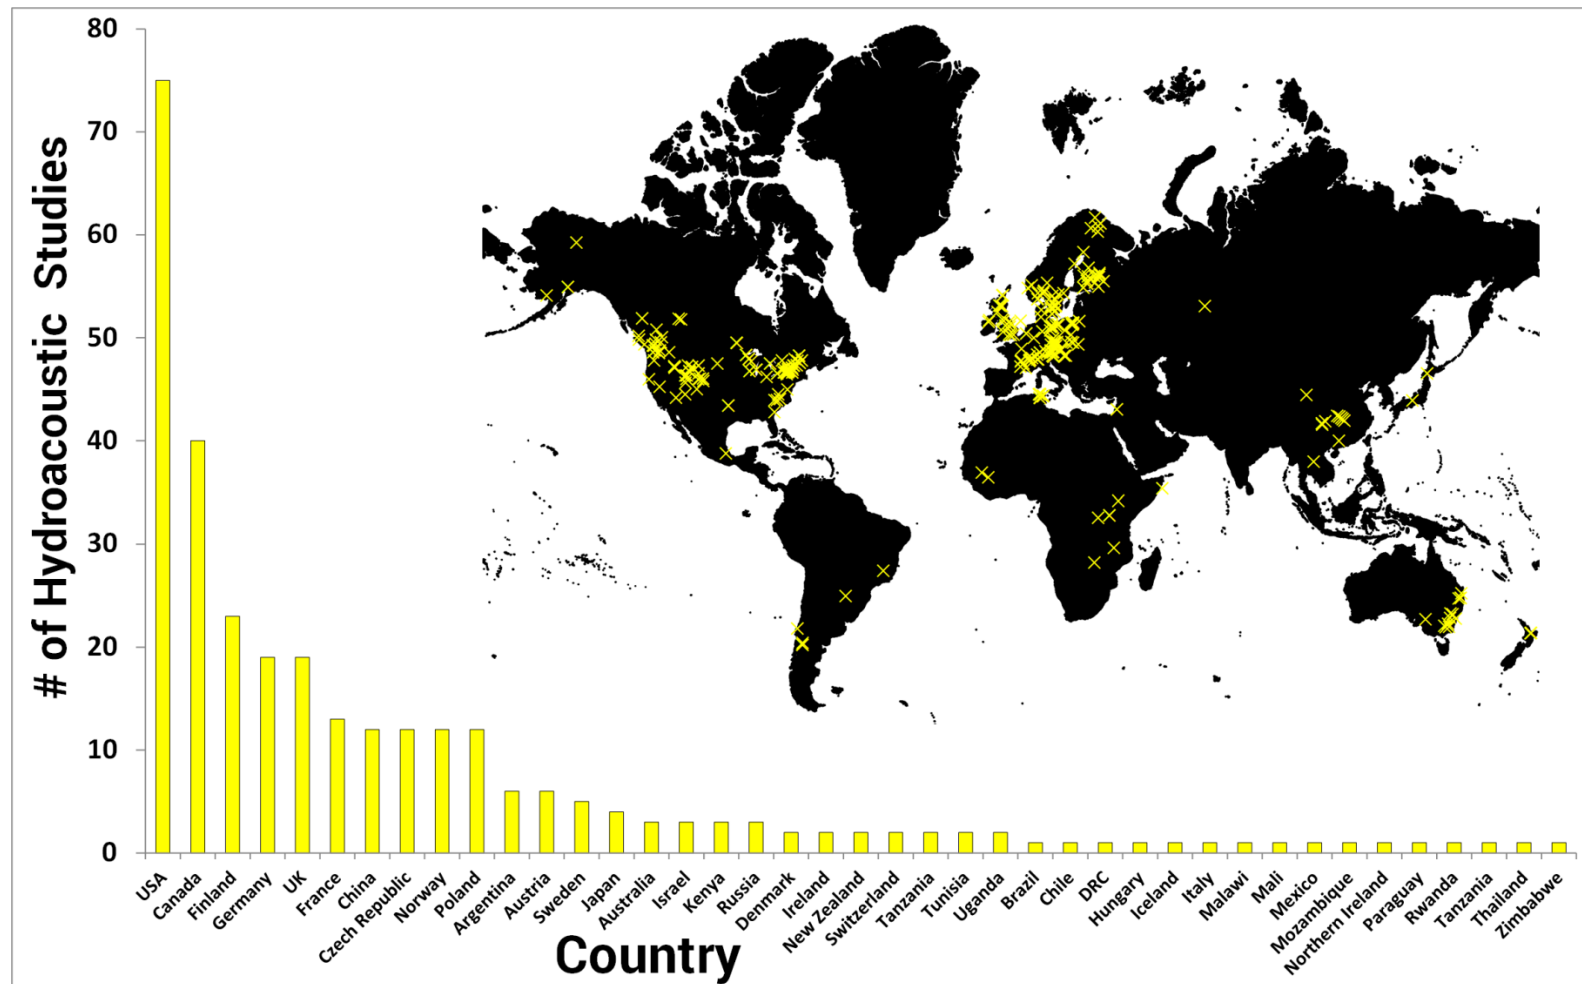 # of Hydroacoustic Studies
80
70
60
50
40
30
20
10
0
USA
Canada
Finland
Germany
UK
France
China
Czech Republic
Norway
Poland
Argentina
Austria
Sweden
Japan
Australia
Israel
Kenya
Russia
Denmark
Ireland
New Zealand
Switzerland
Tanzania
Tunisia
Uganda
Brazil
Chile
DRC
Hungary
Iceland
Italy
Malawi
Mali
Mexico
Mozambique
Northern Ireland
Paraguay
Rwanda
Tanzania
Thailand
Zimbabwe
Country